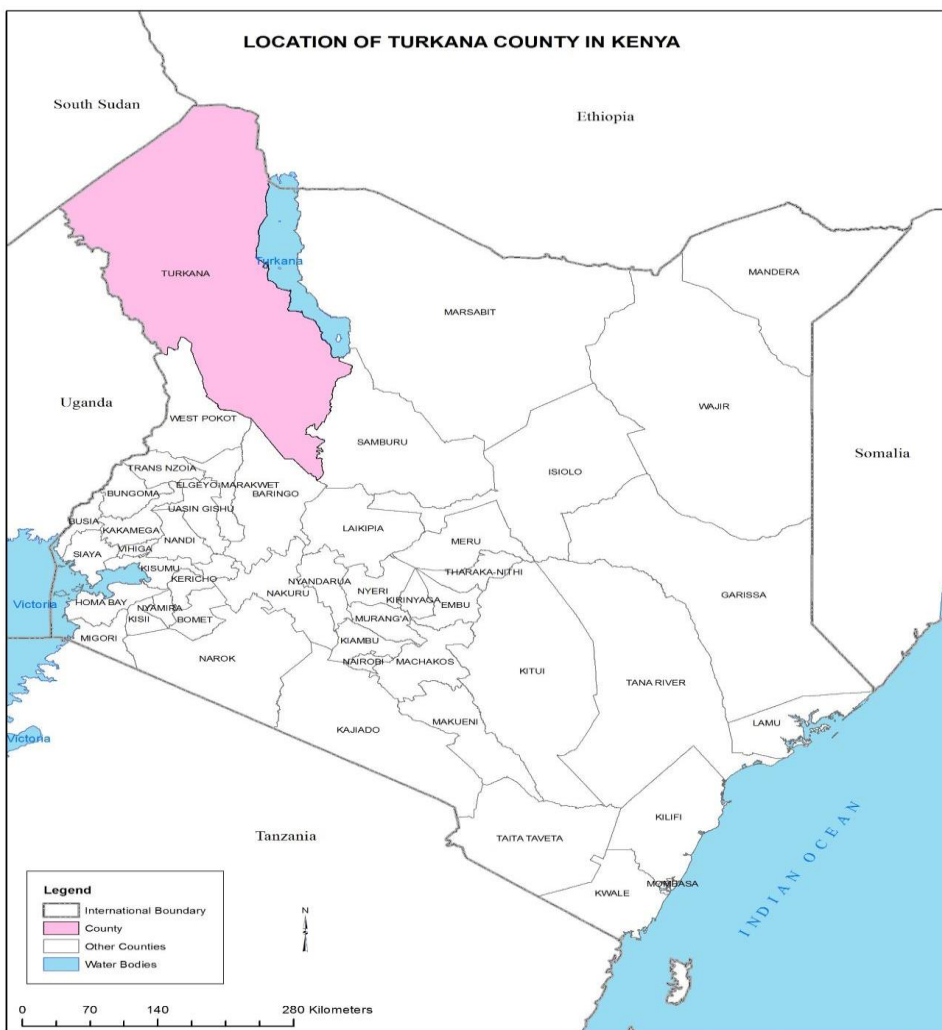 LOCATION OF TURKANA COUNTY IN KENYA
South Sudan
Ethiopia
Turkana
TURKANA
MANDERA
MARSABIT
Uganda
WAJIR
WEST POKOT
SAMBURU
Somalia
TRANS NZOIA
ISIOLO
ELGEYO/MARAKWET
BUNGOMA
BARINGO
UASIN GISHU
BUSIA
KAKAMEGA
LAIKIPIA
NANDI
MERU
SIAYA
VIHIGA
KISUMU
THARAKA-NITHI
KERICHO
NYANDARUA
NYERI
GARISSA
NAKURU
KIRINYAGA
Victoria
HOMA BAY
NYAMIRA
EMBU
KISII
BOMET
MURANG'A
MIGORI
KIAMBU
NAROK
NAIROBI
MACHAKOS
KITUI
TANA RIVER
MAKUENI
LAMU
KAJIADO
Victoria
Tanzania
TAITA TAVETA
KILIFI
KWALE
MOMBASA
INDIAN OCEAN
Legend
International Boundary
County
Other Counties
Water Bodies
N
0 70 140 280 Kilometers